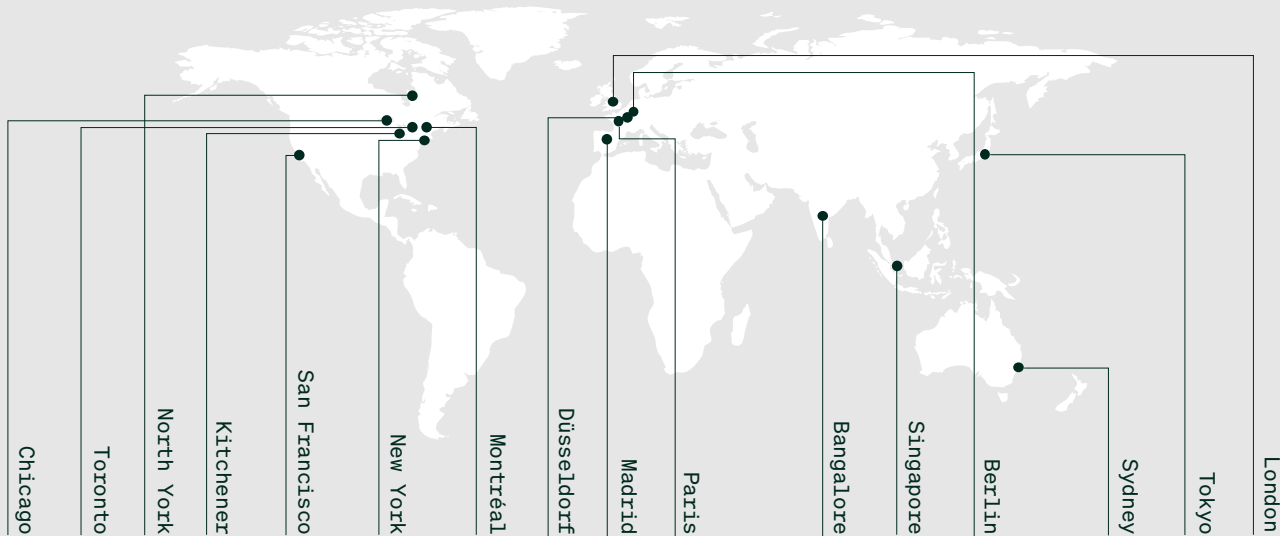 Chicago
Toronto
North York
Kitchener
San Francisco
New York
Montréal
Düsseldorf
Madrid
Paris
Bangalore
Singapore
Berlin
Sydney
Tokyo
London